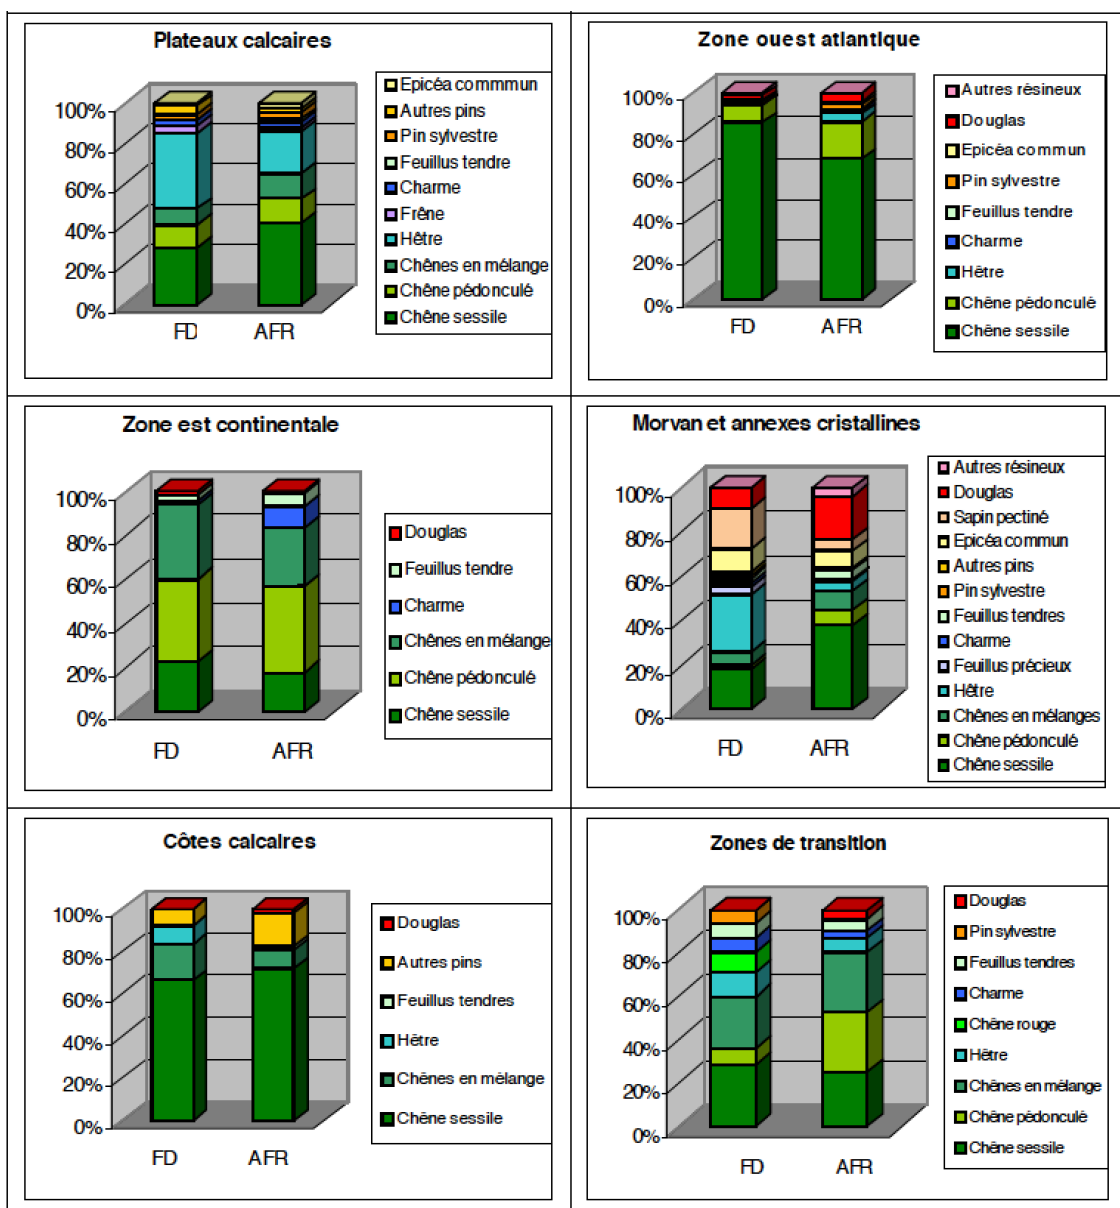 Plateaux calcaires
100%
80%
60%
40%
20%
0%
FD
AFR
Epicéa commmun
Autres pins
Pin sylvestre
Feuillus tendre
Charme
Frêne
Hêtre
Chênes en mélange
Chêne pédonculé
Chêne sessile
Zone ouest atlantique
100%
80%
60%
40%
20%
0%
FD
AFR
Autres résineux
Douglas
Epicéa commun
Pin sylvestre
Feuillus tendre
Charme
Hêtre
Chêne pédonculé
Chêne sessile
Zone est continentale
100%
80%
60%
40%
20%
0%
FD
AFR
Douglas
Feuillus tendre
Charme
Chênes en mélange
Chêne pédonculé
Chêne sessile
Morvan et annexes cristallines
100%
80%
60%
40%
20%
0%
FD
AFR
Autres résineux
Douglas
Sapin pectiné
Epicéa commun
Autres pins
Pin sylvestre
Feuillus tendres
Charme
Feuillus précieux
Hêtre
Chênes en mélanges
Chêne pédonculé
Chêne sessile
Côtes calcaires
100%
80%
60%
40%
20%
0%
FD
AFR
Douglas
Autres pins
Feuillus tendres
Hêtre
Chênes en mélange
Chêne sessile
Zones de transition
100%
80%
60%
40%
20%
0%
FD
AFR
Douglas
Pin sylvestre
Feuillus tendres
Charme
Chêne rouge
Hêtre
Chênes en mélange
Chêne pédonculé
Chêne sessile